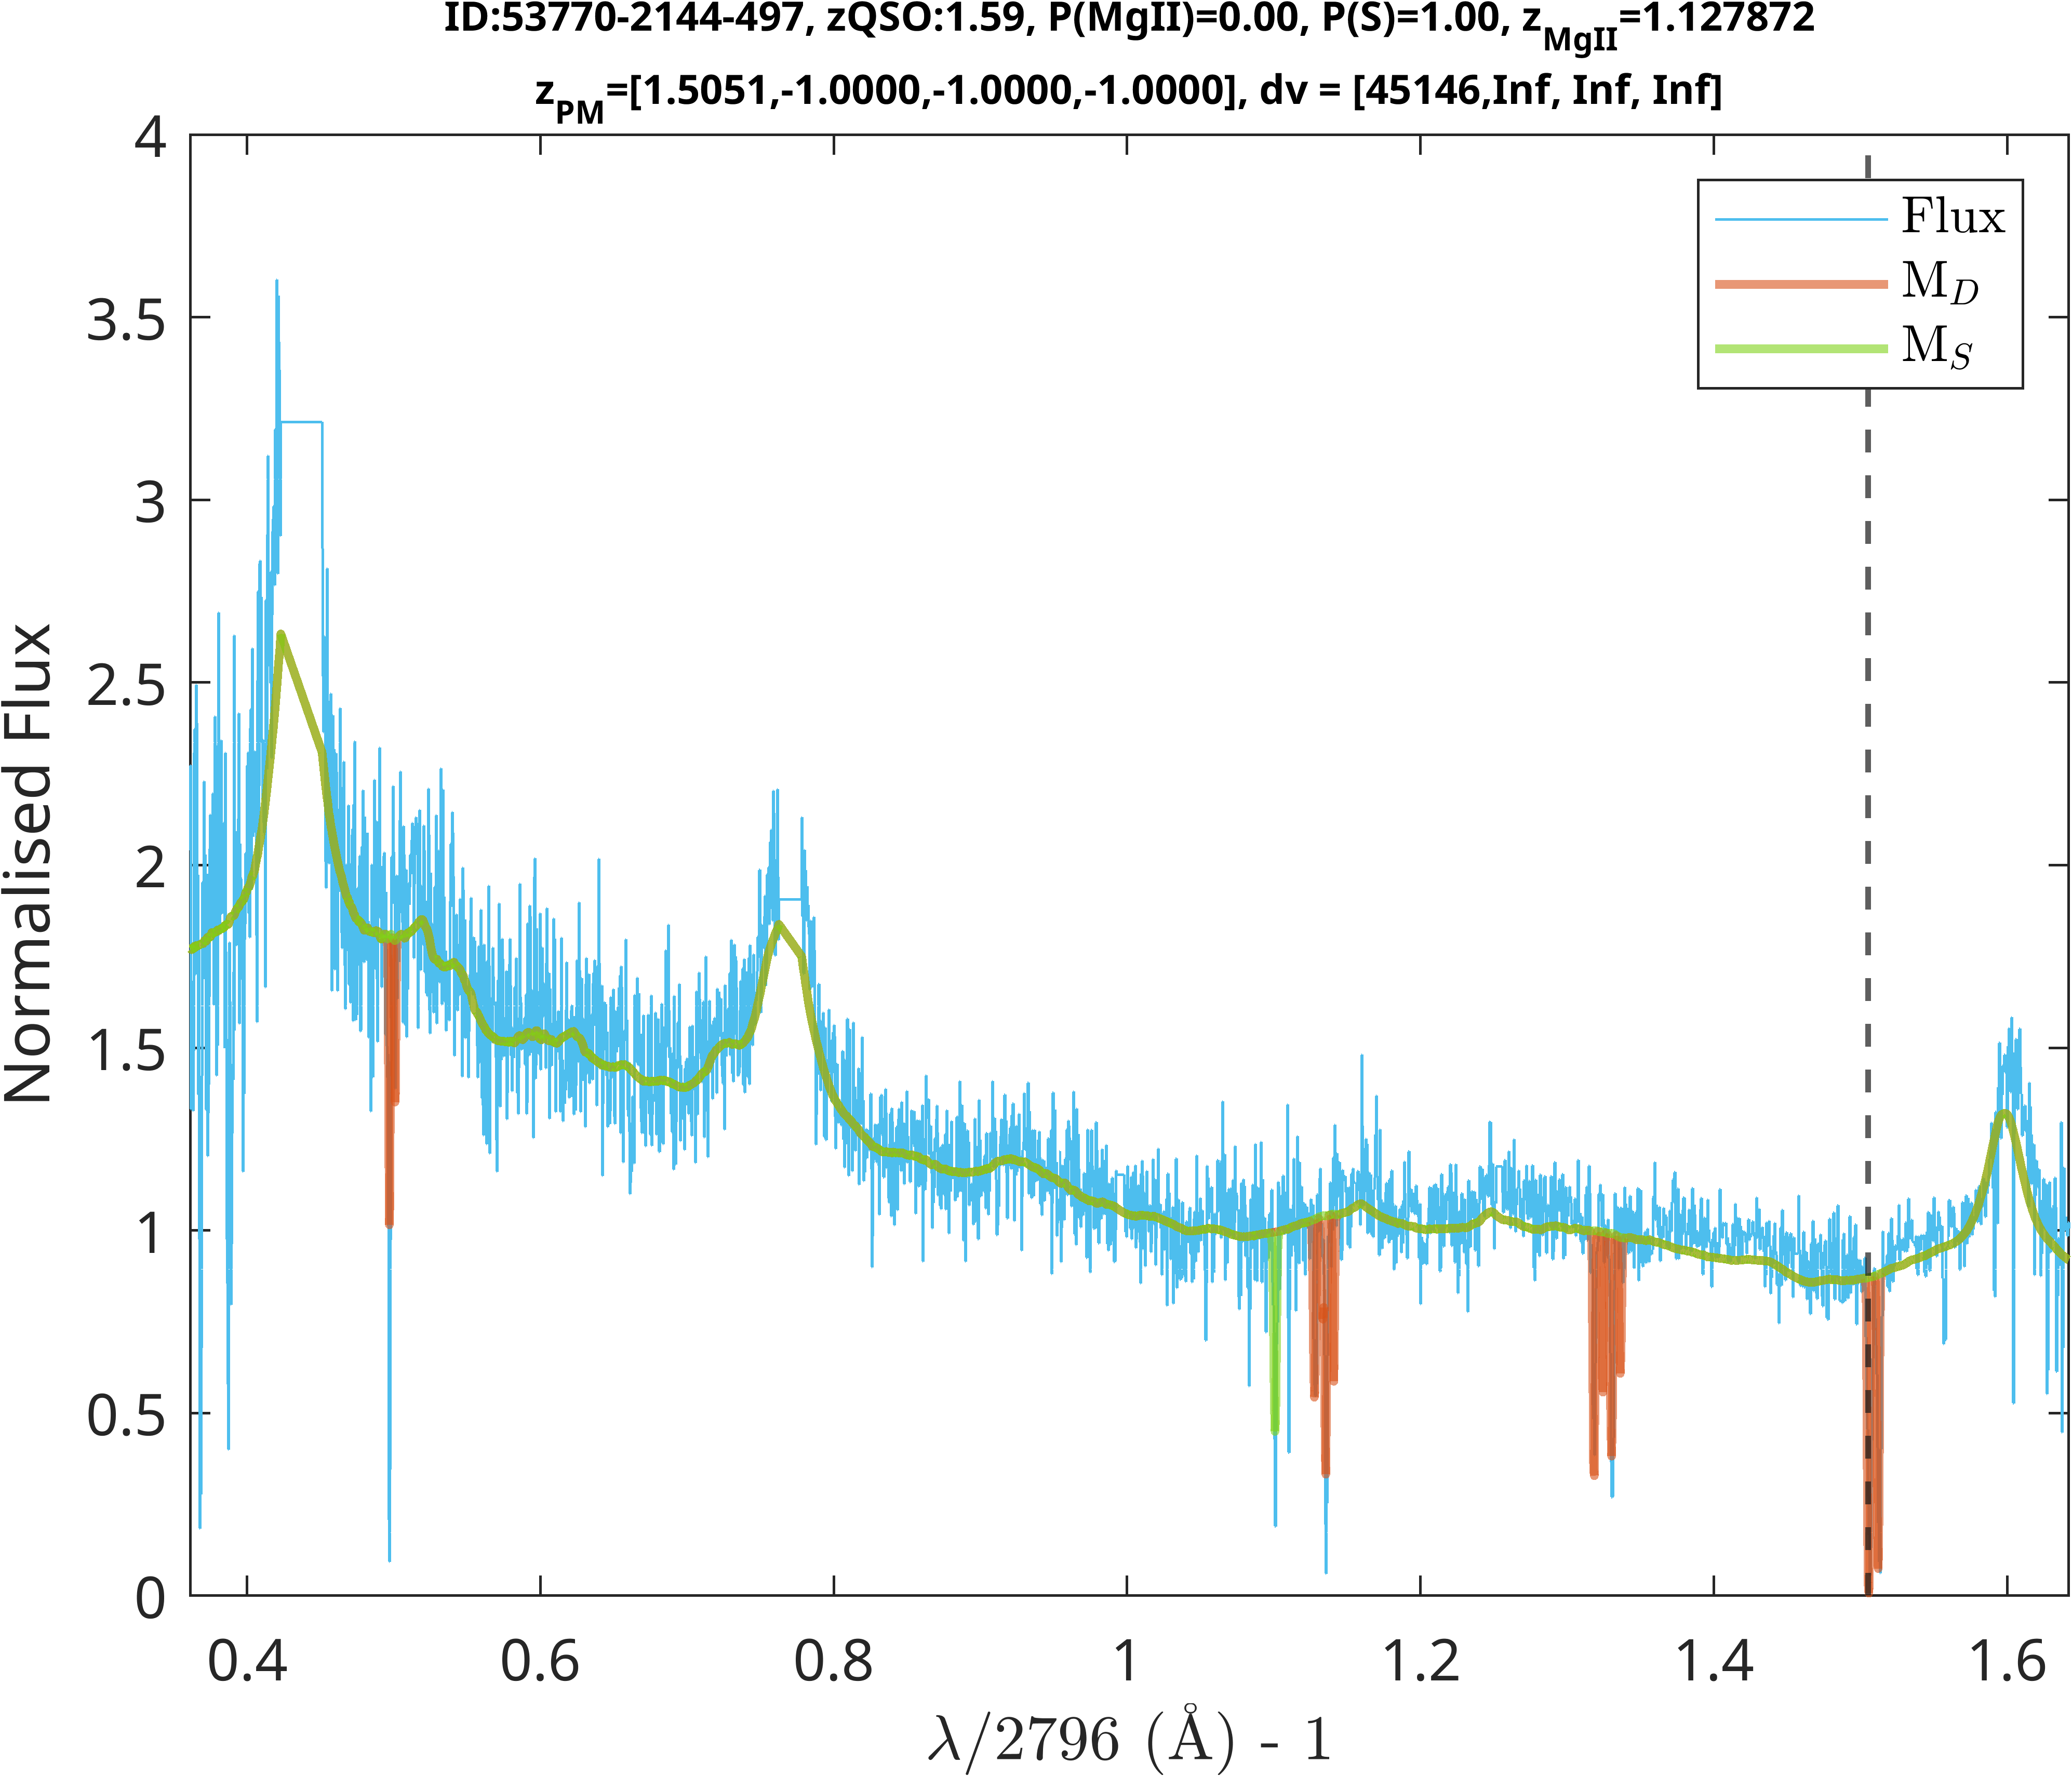 ID:53770-2144-497, zQSO:1.59, P(MgII)=0.00, P(S)=1.00, zMgII=1.127872
zPM=[1.5051,-1.0000,-1.0000,-1.0000], dv = [45146,Inf, Inf, Inf]
4
3.5
3
2.5
2
1.5
1
0.5
0
Normalised Flux
Flux
MD
MS
0.4 0.6 0.8 1 1.2 1.4 1.6
λ/2796 (Å) - 1